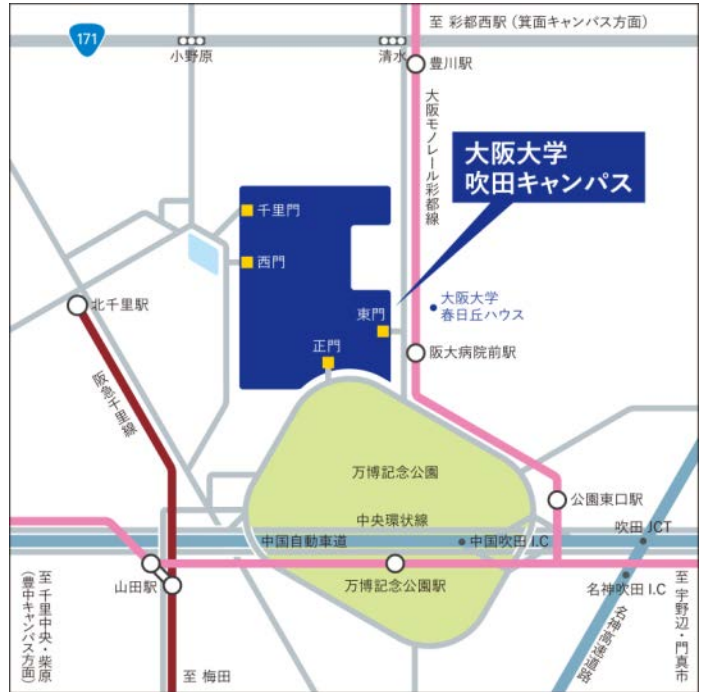 至 彩都西駅（箕面キャンパス方面）
171
小野原
清水
豊川駅
大阪モノレール彩都線
大阪大学
吹田キャンパス
千里門
西門
大阪大学
春日丘ハウス
北千里駅
東門
正門
阪大病院前駅
阪急千里線
万博記念公園
公園東口駅
中央環状線
中国自動車道
中国吹田 I.C
吹田 JCT
山田駅
万博記念公園駅
名神吹田 I.C
至 千里中央・柴原
（豊中キャンパス方面）
至 梅田
名神高速道路
至 宇野辺・門真市